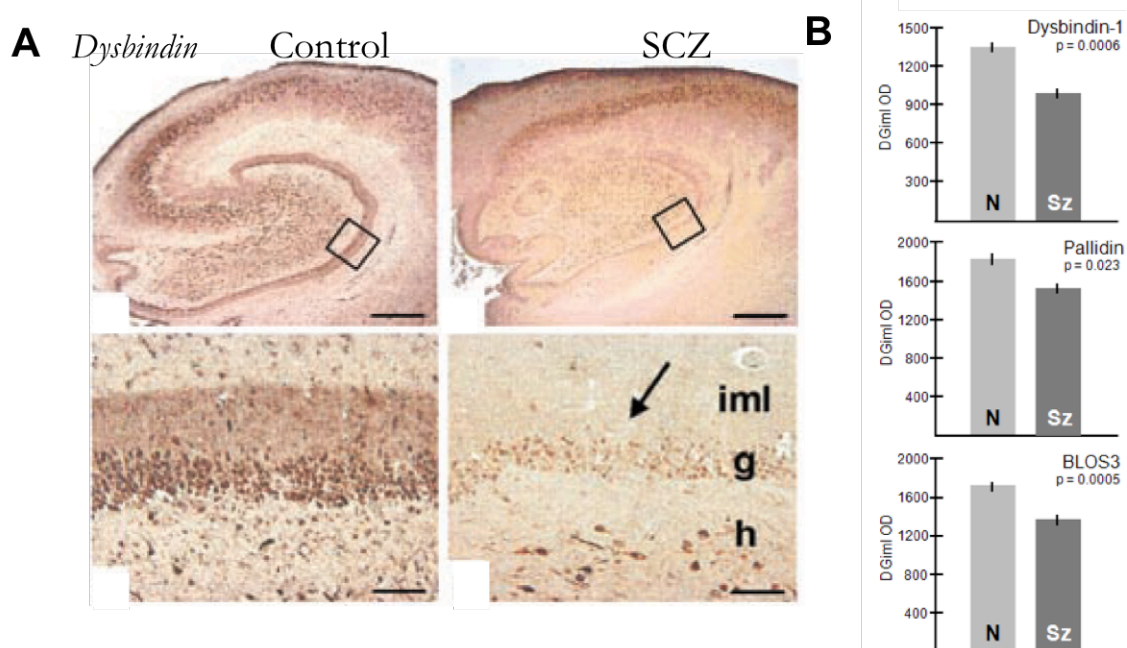 A
Dysbindin
Control
SCZ
iml
g
h
B
Dysbindin-1
p = 0.0006
DGiml OD
1500
1200
900
600
300
N
Sz
Pallidin
p = 0.023
DGiml OD
2000
1600
1200
800
400
N
Sz
BLOS3
p = 0.0005
DGiml OD
2000
1600
1200
800
400
N
Sz